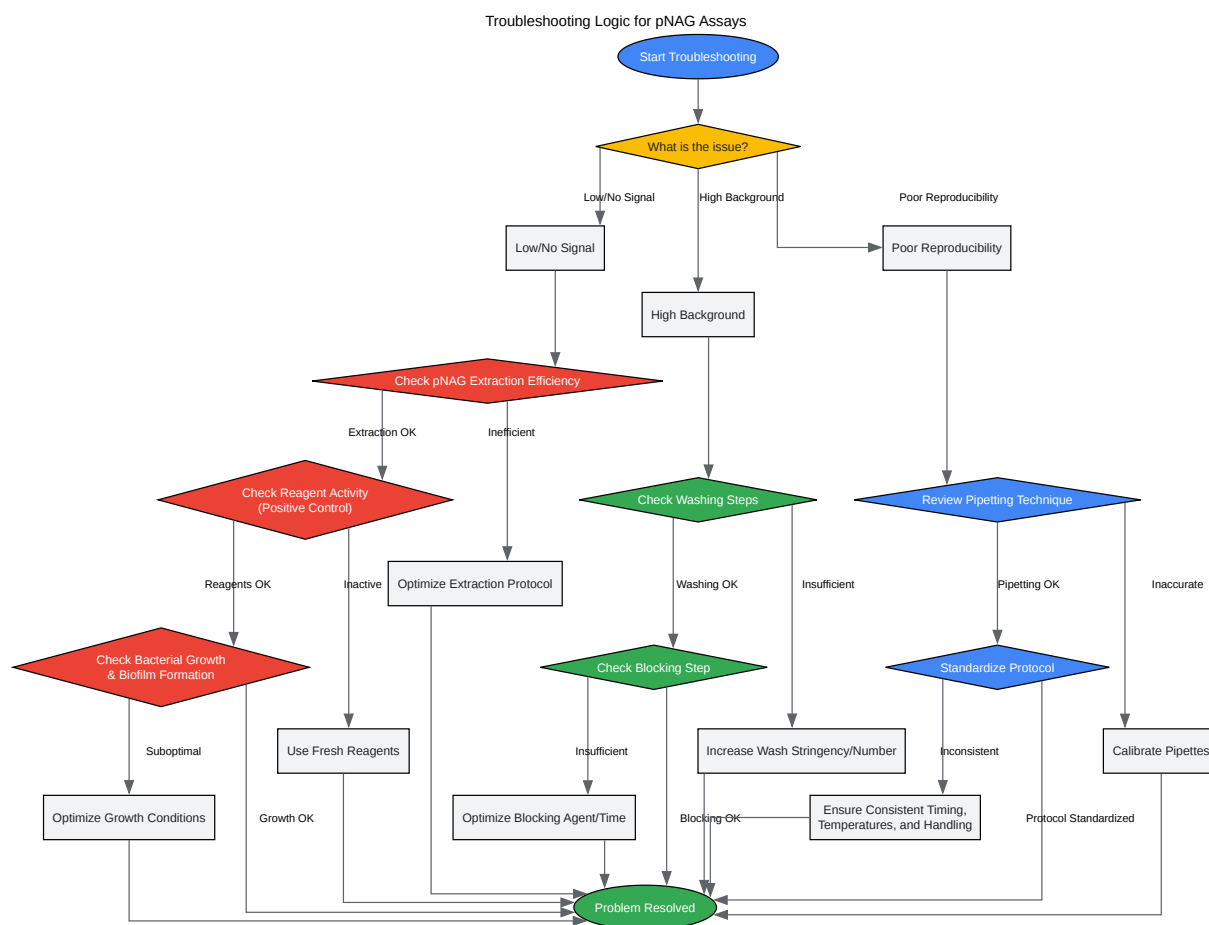 Troubleshooting Logic for pNAG Assays
Start Troubleshooting
What is the issue?
Low/No Signal
High Background
Poor Reproducibility
Low/No Signal
Poor Reproducibility
High Background
Check pNAG Extraction Efficiency
Extraction OK
Inefficient
Check Reagent Activity
(Positive Control)
Check Washing Steps
Review Pipetting Technique
Reagents OK
Inactive
Optimize Extraction Protocol
Washing OK
Insufficient
Pipetting OK
Inaccurate
Check Bacterial Growth
& Biofilm Formation
Check Blocking Step
Standardize Protocol
Suboptimal
Use Fresh Reagents
Insufficient
Increase Wash Stringency/Number
Inconsistent
Calibrate Pipettes
Optimize Growth Conditions
Growth OK
Optimize Blocking Agent/Time
Blocking OK
Ensure Consistent Timing,
Temperatures, and Handling
Protocol Standardized
Problem Resolved